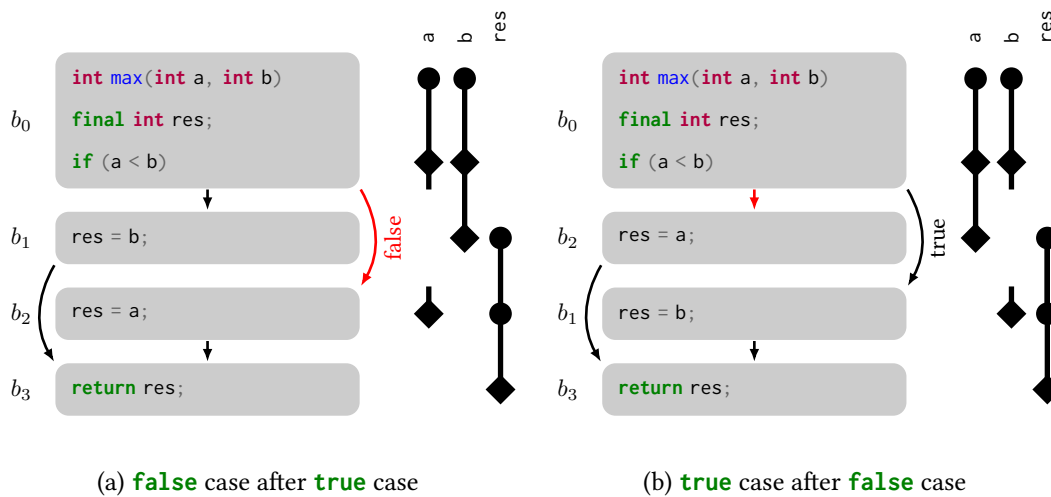 a b res
b0
int max(int a, int b)
final int res;
if (a < b)
false
b1
res = b;
b2
res = a;
b3
return res;
(a) false case after true case
a b res
b0
int max(int a, int b)
final int res;
if (a < b)
true
b2
res = a;
b1
res = b;
b3
return res;
(b) true case after false case